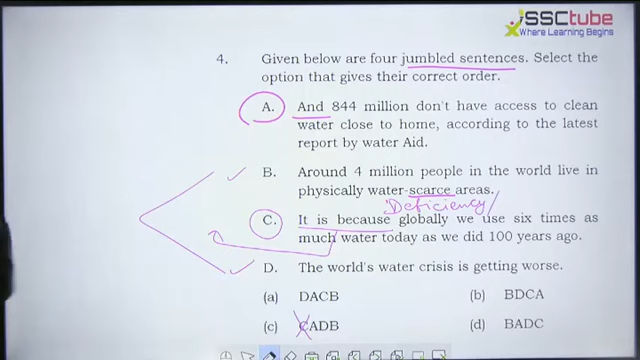 SSCtube
Where Learning Begins
4. Given below are four jumbled sentences. Select the
option that gives their correct order.
A. And 844 million don't have access to clean
water close to home, according to the latest
report by water Aid.
B. Around 4 million people in the world live in
physically water-scarce areas.
Deficiency
C. It is because globally we use six times as
much water today as we did 100 years ago.
D. The world's water crisis is getting worse.
(a) DACB (b) BDCA
(c) CADB (d) BADC